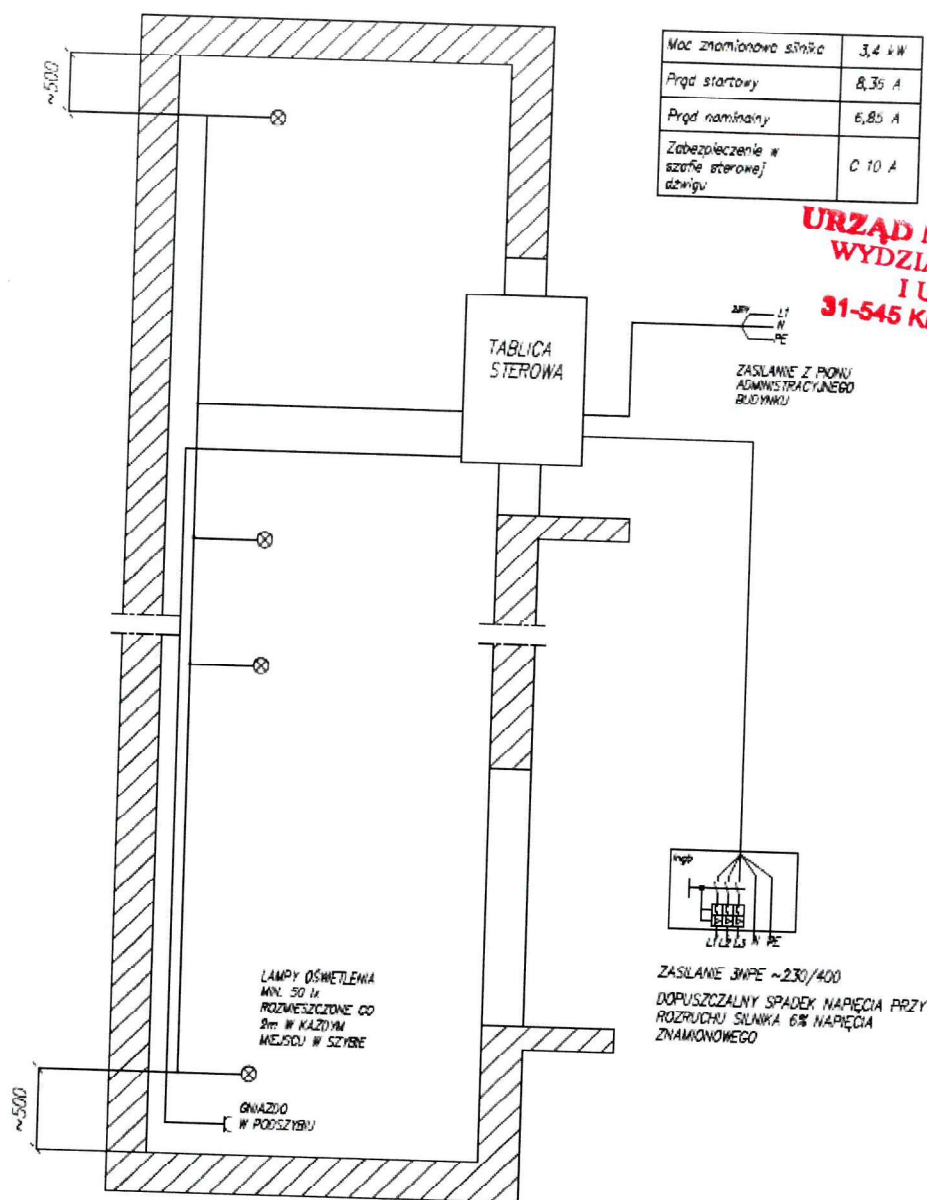 ~500
Moc znamionowa silnika 3,4 kW
Prąd startowy 8,35 A
Prąd nominalny 6,85 A
Zabezpieczenie w
szafie sterowej
dźwigu
C 10 A
URZĄD
WYDZIA
I U
31-545 K
TABLICA
STEROWA
230V
L1
N
PE
ZASILANIE Z PIONU
ADMINISTRACYJNEGO
BUDYNKU
L1 L2 L3 N PE
ZASILANIE 3NPE ~230/400
DOPUSZCZALNY SPADEK NAPIĘCIA PRZY
ROZRUCHU SILNIKA 6% NAPIĘCIA
ZNAMIONOWEGO
LAMPY OŚWIETLENIA
MIN. 50 lx
ROZMIESZCZONE CO
2m W KAŻDYM
MIEJSCU W SZYBIE
GNIAZDO
W PODSZYBIU
~500